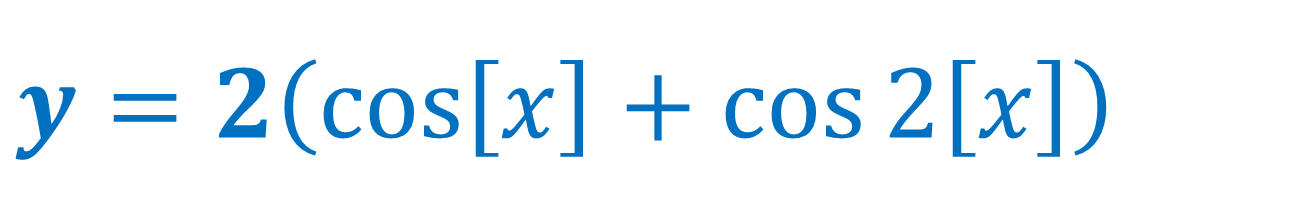 y = 2(cos[x] + cos 2[x])